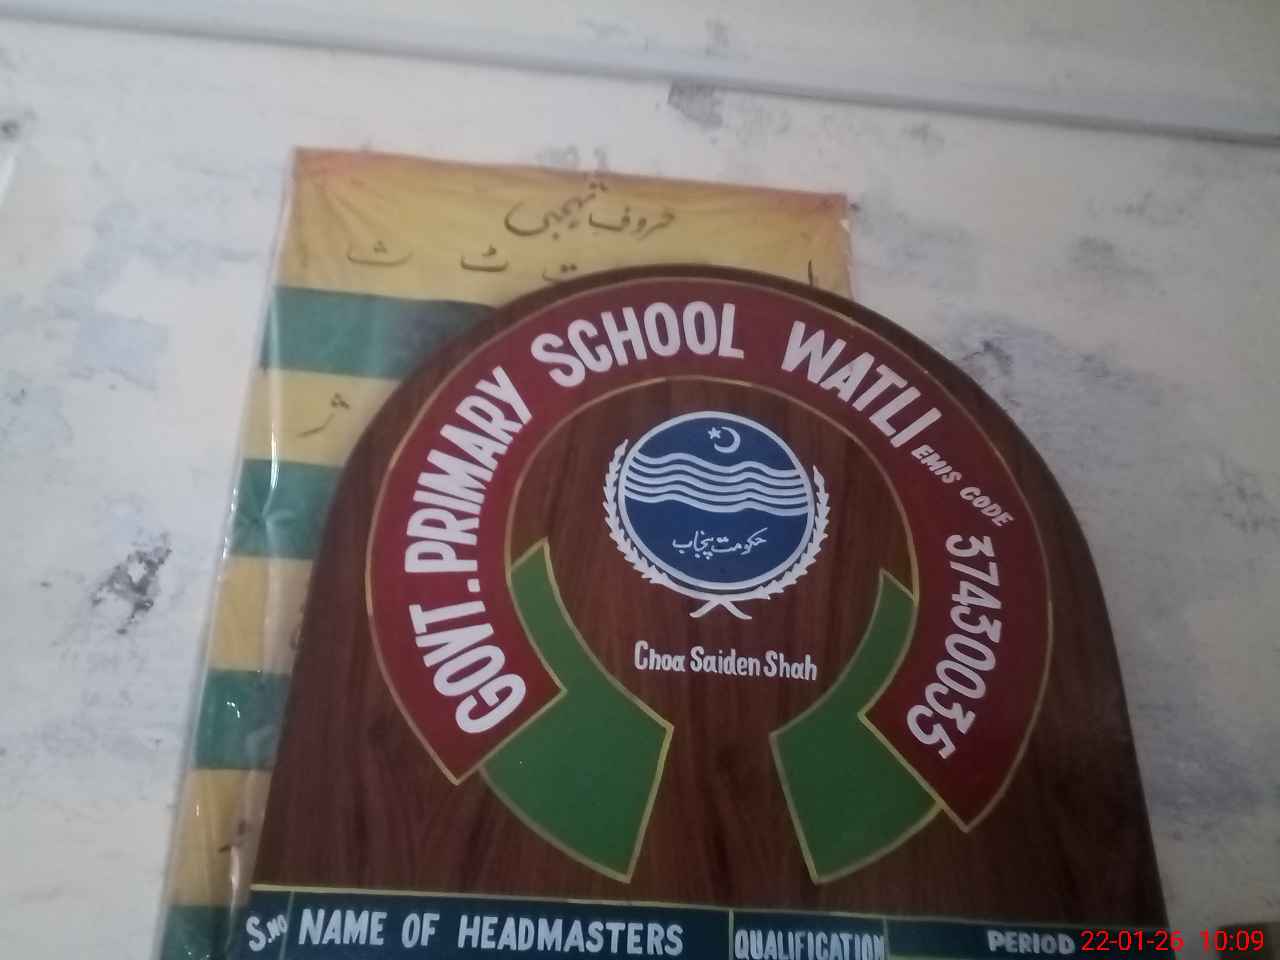 حروف تہجی
ا ت ٹ ث
ژ
GOVT. PRIMARY SCHOOL WATLI EMIS CODE 37430035
حکومت پنجاب
Choa Saiden Shah
S.NO NAME OF HEADMASTERS QUALIFICATION PERIOD
22-01-26 10:09